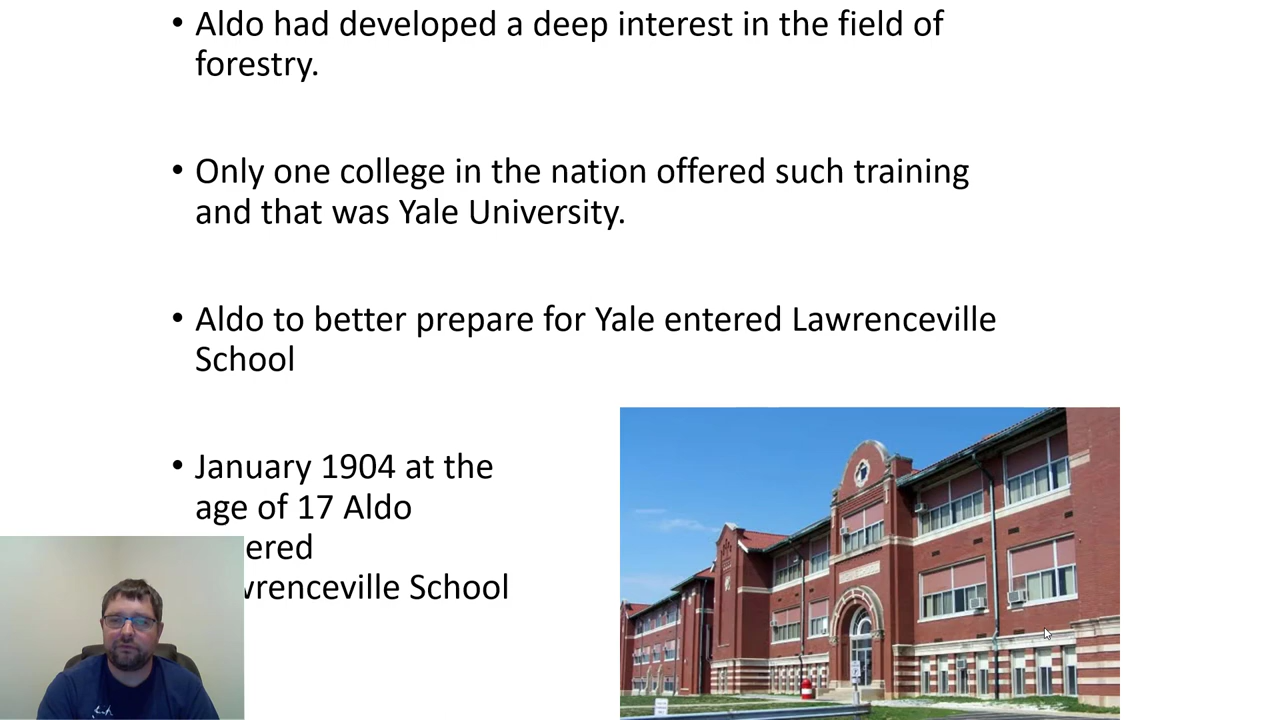 • Aldo had developed a deep interest in the field of
forestry.
• Only one college in the nation offered such training
and that was Yale University.
• Aldo to better prepare for Yale entered Lawrenceville
School
• January 1904 at the
age of 17 Aldo
ered
wrenceville School